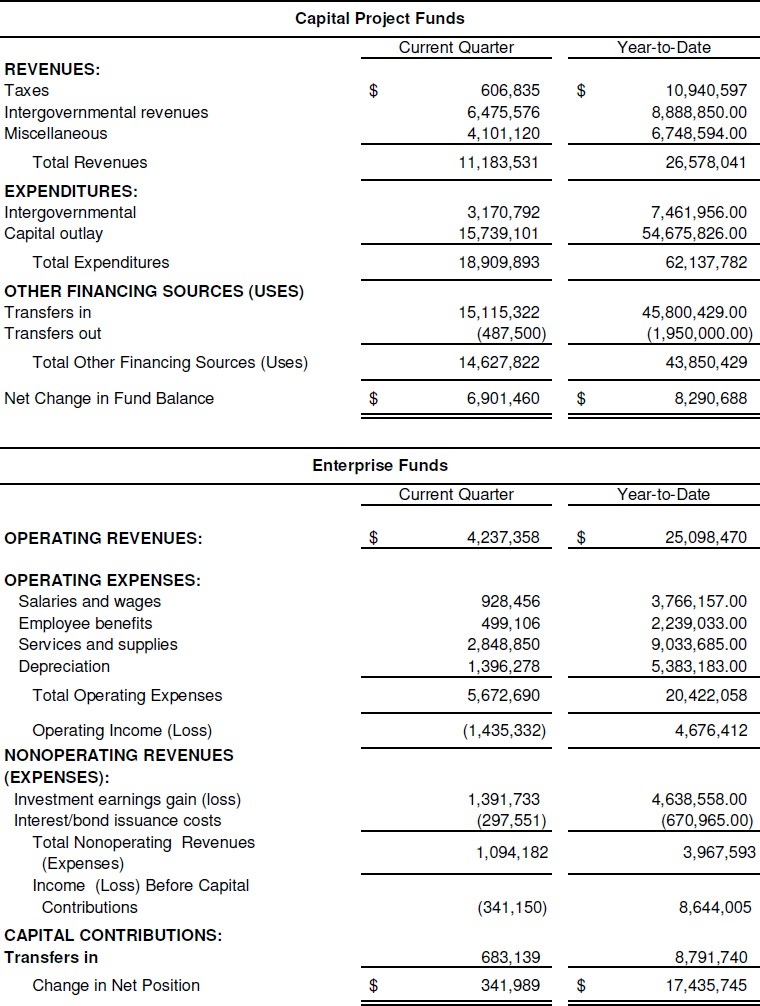 Capital Project Funds
Current Quarter Year-to-Date
REVENUES:
Taxes $ 606,835 $ 10,940,597
Intergovernmental revenues 6,475,576 8,888,850.00
Miscellaneous 4,101,120 6,748,594.00
Total Revenues 11,183,531 26,578,041
EXPENDITURES:
Intergovernmental 3,170,792 7,461,956.00
Capital outlay 15,739,101 54,675,826.00
Total Expenditures 18,909,893 62,137,782
OTHER FINANCING SOURCES (USES)
Transfers in 15,115,322 45,800,429.00
Transfers out (487,500) (1,950,000.00)
Total Other Financing Sources (Uses) 14,627,822 43,850,429
Net Change in Fund Balance $ 6,901,460 $ 8,290,688
Enterprise Funds
Current Quarter Year-to-Date
OPERATING REVENUES: $ 4,237,358 $ 25,098,470
OPERATING EXPENSES:
Salaries and wages 928,456 3,766,157.00
Employee benefits 499,106 2,239,033.00
Services and supplies 2,848,850 9,033,685.00
Depreciation 1,396,278 5,383,183.00
Total Operating Expenses 5,672,690 20,422,058
Operating Income (Loss) (1,435,332) 4,676,412
NONOPERATING REVENUES
(EXPENSES):
Investment earnings gain (loss) 1,391,733 4,638,558.00
Interest/bond issuance costs (297,551) (670,965.00)
Total Nonoperating Revenues
(Expenses) 1,094,182 3,967,593
Income (Loss) Before Capital
Contributions (341,150) 8,644,005
CAPITAL CONTRIBUTIONS:
Transfers in 683,139 8,791,740
Change in Net Position $ 341,989 $ 17,435,745